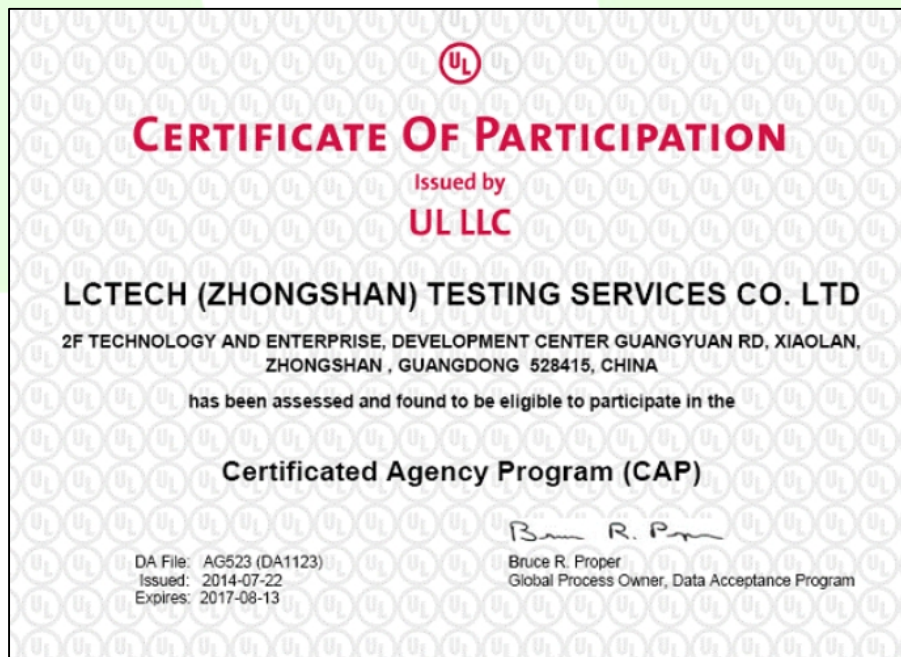 UL
CERTIFICATE OF PARTICIPATION
Issued by
UL LLC
LCTECH (ZHONGSHAN) TESTING SERVICES CO. LTD
2F TECHNOLOGY AND ENTERPRISE, DEVELOPMENT CENTER GUANGYUAN RD, XIAOLAN,
ZHONGSHAN , GUANGDONG 528415, CHINA
has been assessed and found to be eligible to participate in the
Certificated Agency Program (CAP)
Bruce R. Proper
DA File: AG523 (DA1123)
Issued: 2014-07-22
Expires: 2017-08-13
Bruce R. Proper
Global Process Owner, Data Acceptance Program